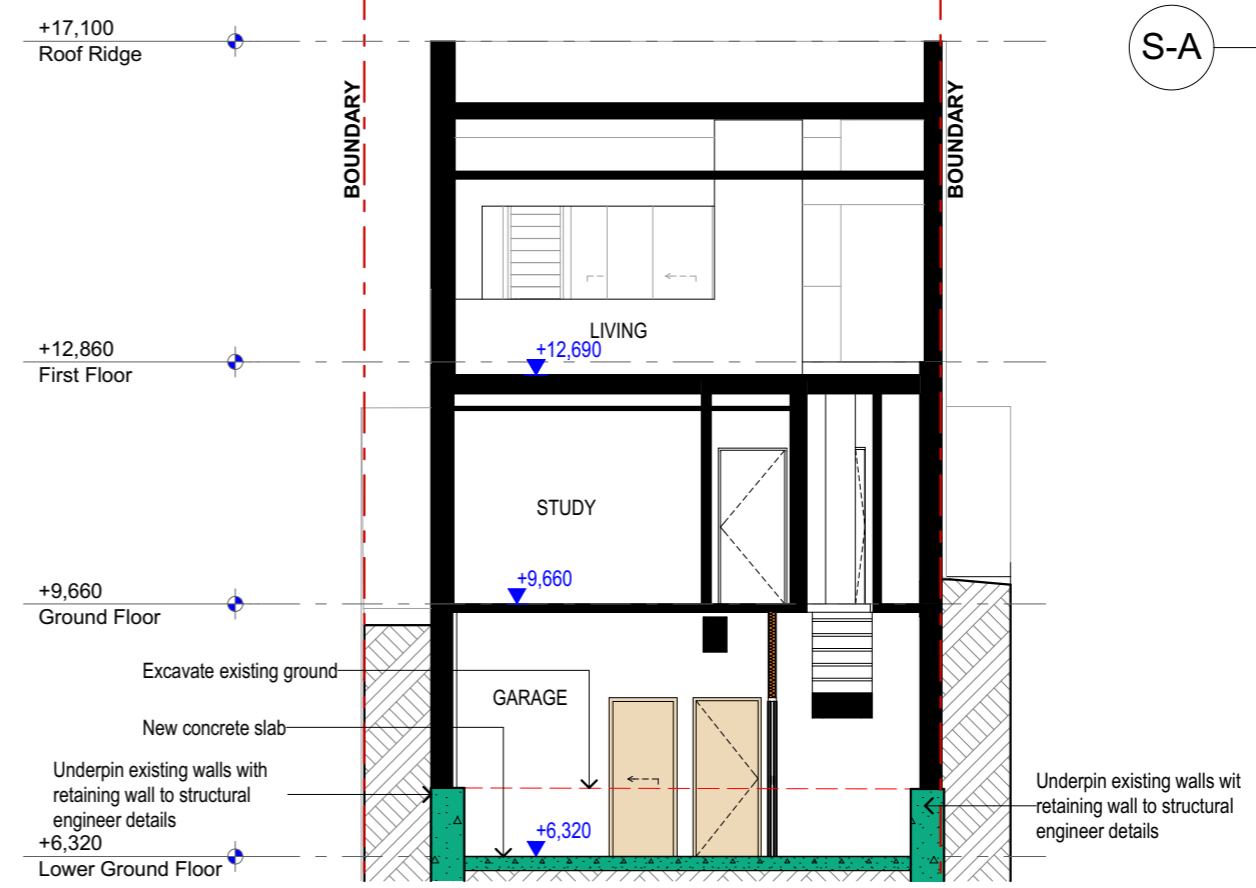 +17,100
Roof Ridge
S-A
BOUNDARY
BOUNDARY
LIVING
+12,690
+12,860
First Floor
STUDY
+9,660
+9,660
Ground Floor
Excavate existing ground
GARAGE
New concrete slab
Underpin existing walls with
retaining wall to structural
engineer details
Underpin existing walls wit
retaining wall to structural
engineer details
+6,320
+6,320
Lower Ground Floor